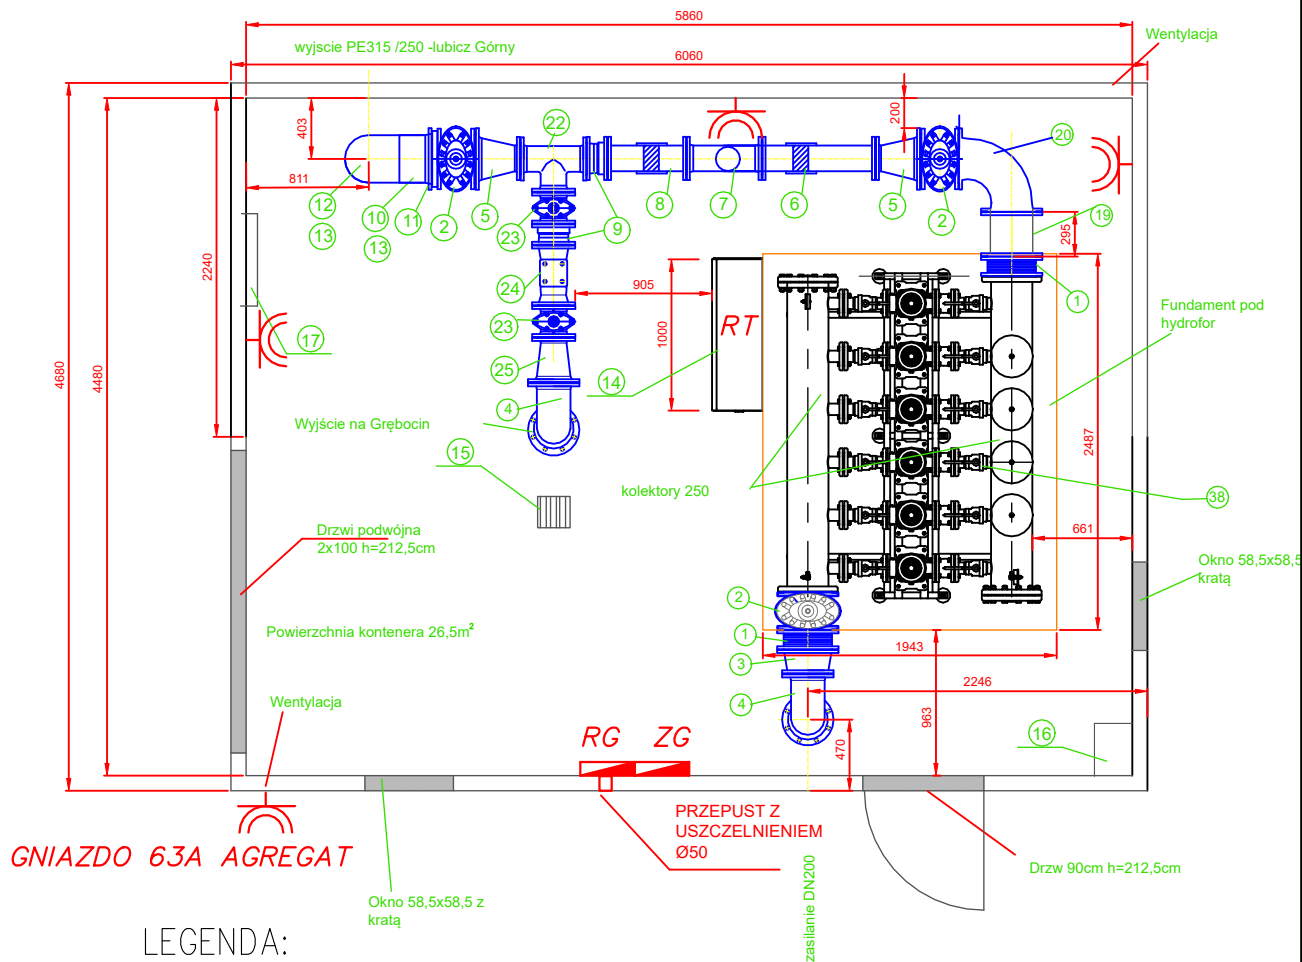 5860
wyjscie PE315 /250 -lubicz Górny
Wentylacja
6060
403
200
22
20
811
12
10
11
2
5
23
9
8
7
6
5
2
19
13
13
295
2240
24
905
1
RT
1000
Fundament pod
hydrofor
17
23
4680
4480
25
14
4
Wyjście na Grębocin
15
2487
kolektory 250
38
Drzwi podwójna
2x100 h=212,5cm
661
Okno 58,5x58,5
kratą
2
Powierzchnia kontenera 26,5m²
1
1943
3
2246
Wentylacja
4
963
16
RG ZG
470
PRZEPUST Z
USZCZELNIENIEM
Ø50
GNIAZDO 63A AGREGAT
Drzw 90cm h=212,5cm
zasilanie DN200
Okno 58,5x58,5 z
kratą
LEGENDA: